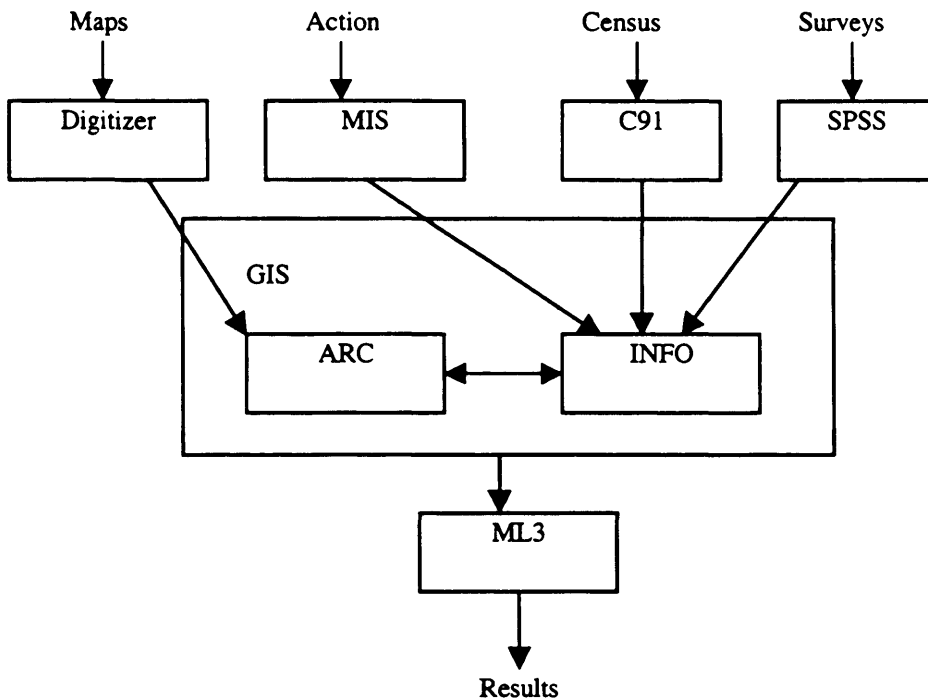 Maps Action Census Surveys
Digitizer MIS C91 SPSS
GIS
ARC INFO
ML3
Results